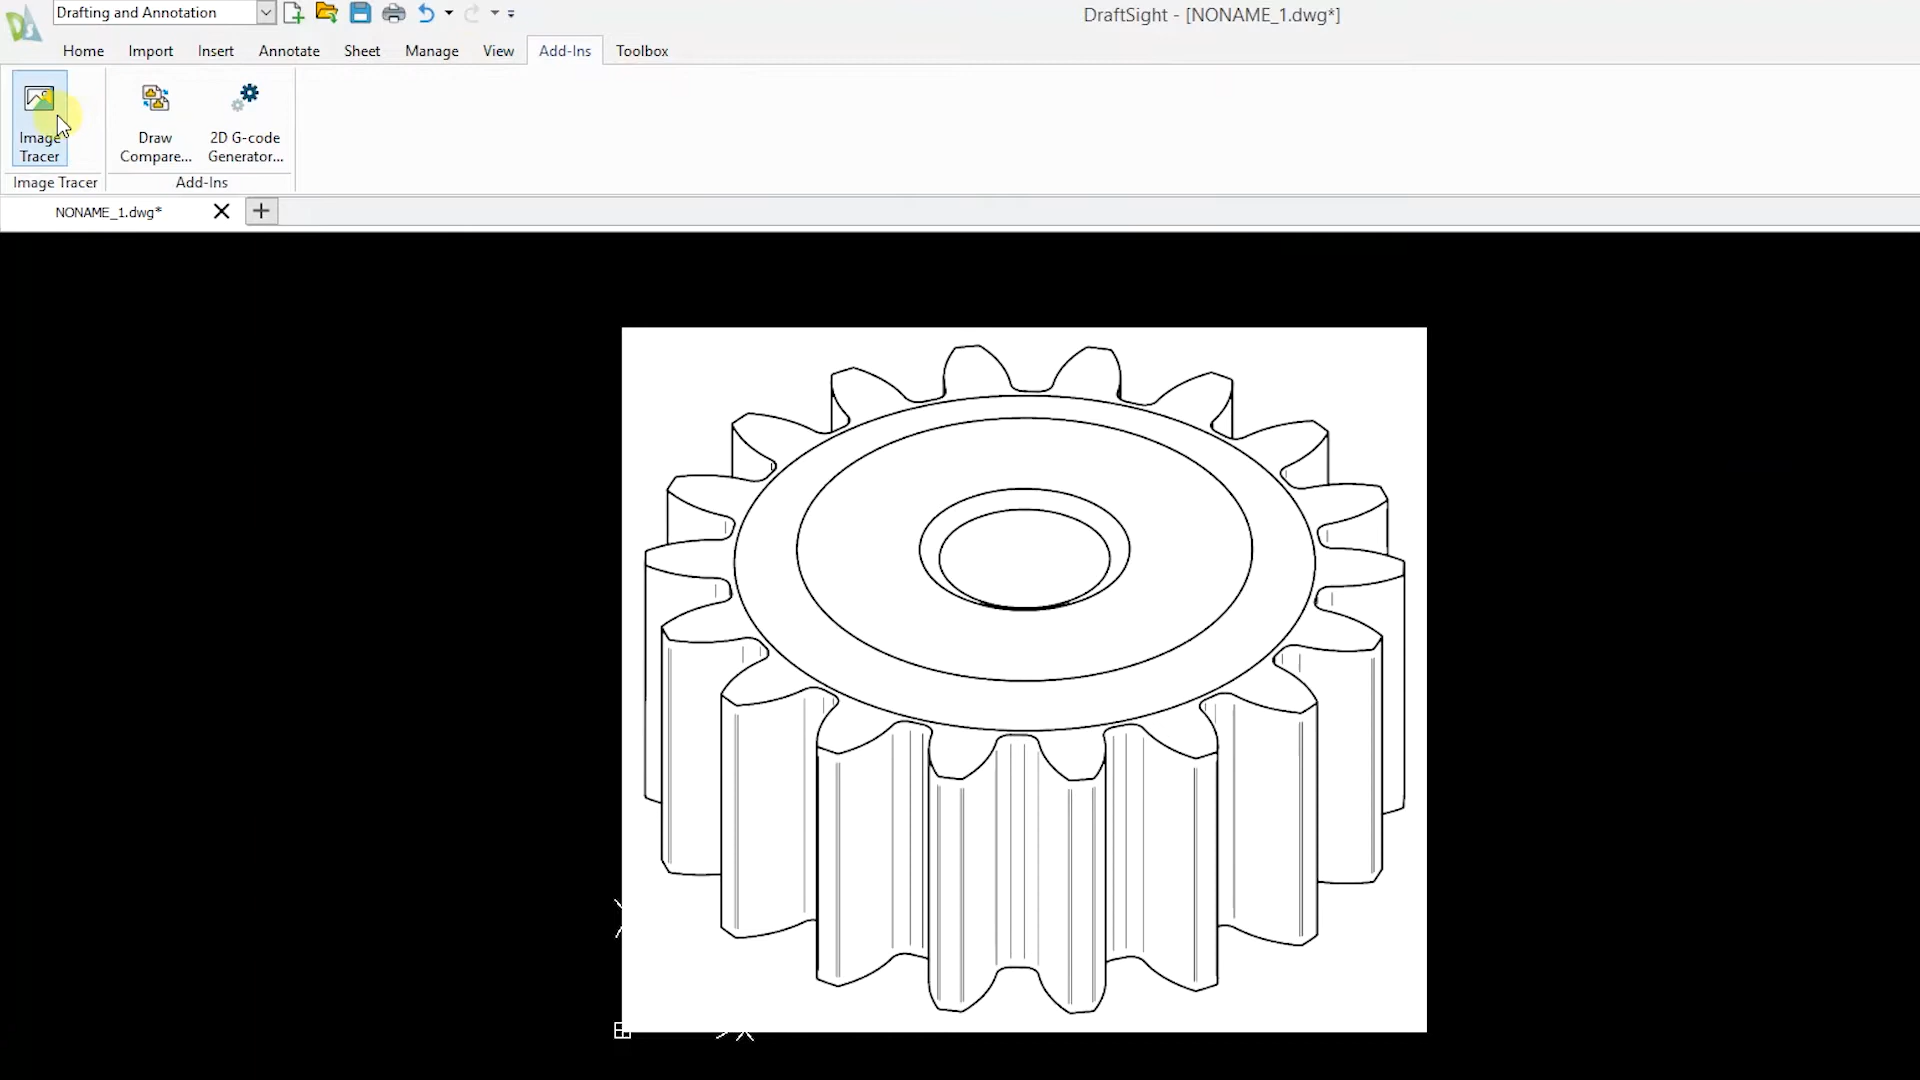 Drafting and Annotation
DraftSight - [NONAME_1.dwg*]
DS
Home Import Insert Annotate Sheet Manage View Add-Ins Toolbox
Image Tracer
Draw Compare...
2D G-code Generator...
Image Tracer
Add-Ins
NONAME_1.dwg*
Y
X